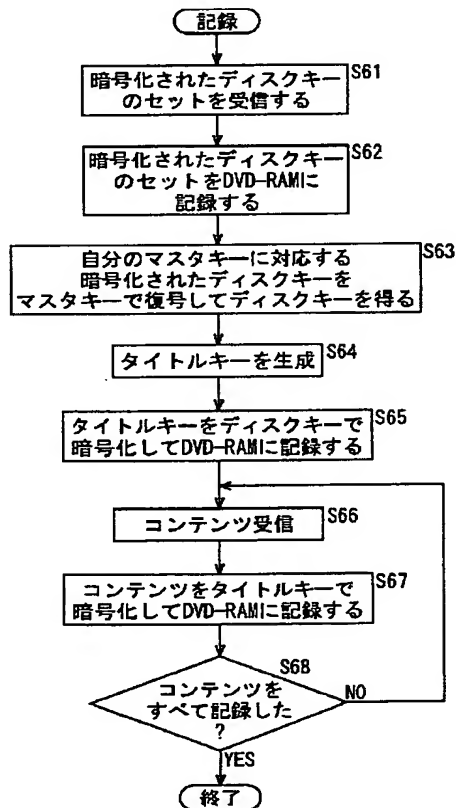 記録
S61
暗号化されたディスクキー
のセットを受信する
S62
暗号化されたディスクキー
のセットをDVD-RAMに
記録する
S63
自分のマスタキーに対応する
暗号化されたディスクキーを
マスタキーで復号してディスクキーを得る
S64
タイトルキーを生成
S65
タイトルキーをディスクキーで
暗号化してDVD-RAMに記録する
S66
コンテンツ受信
S67
コンテンツをタイトルキーで
暗号化してDVD-RAMに記録する
S68
コンテンツを
すべて記録した
?
NO
YES
終了